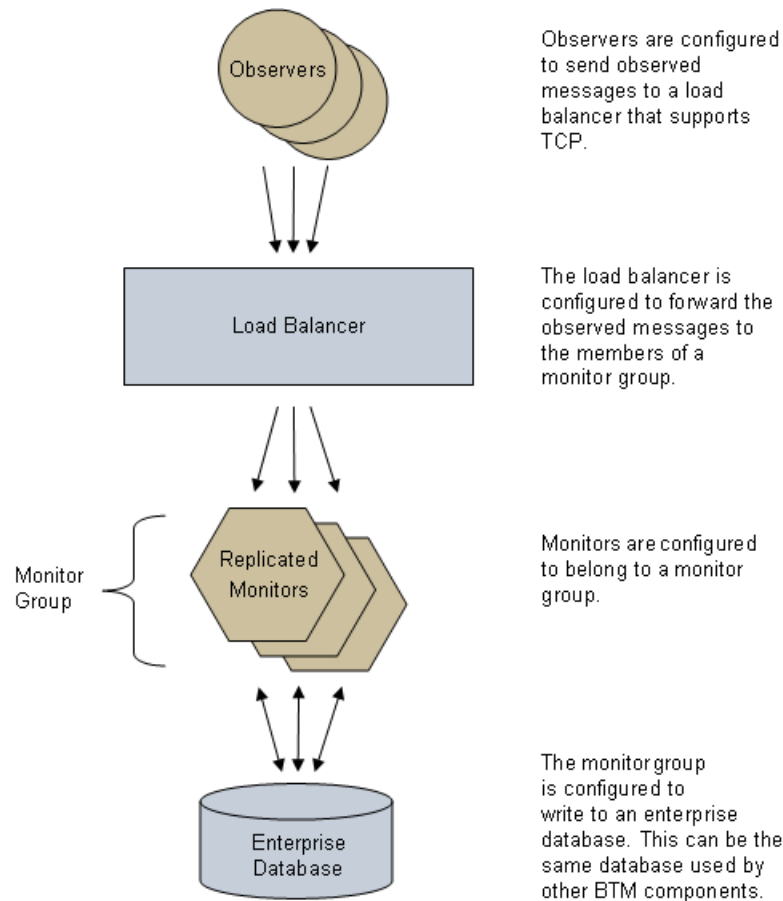 Observers
Observers are configured
to send observed
messages to a load
balancer that supports
TCP.
Load Balancer
The load balancer is
configured to forward the
observed messages to
the members of a
monitor group.
Monitor
Group
Replicated
Monitors
Monitors are configured
to belong to a monitor
group.
Enterprise
Database
The monitor group
is configured to
write to an enterprise
database. This can be the
same database used by
other BTM components.